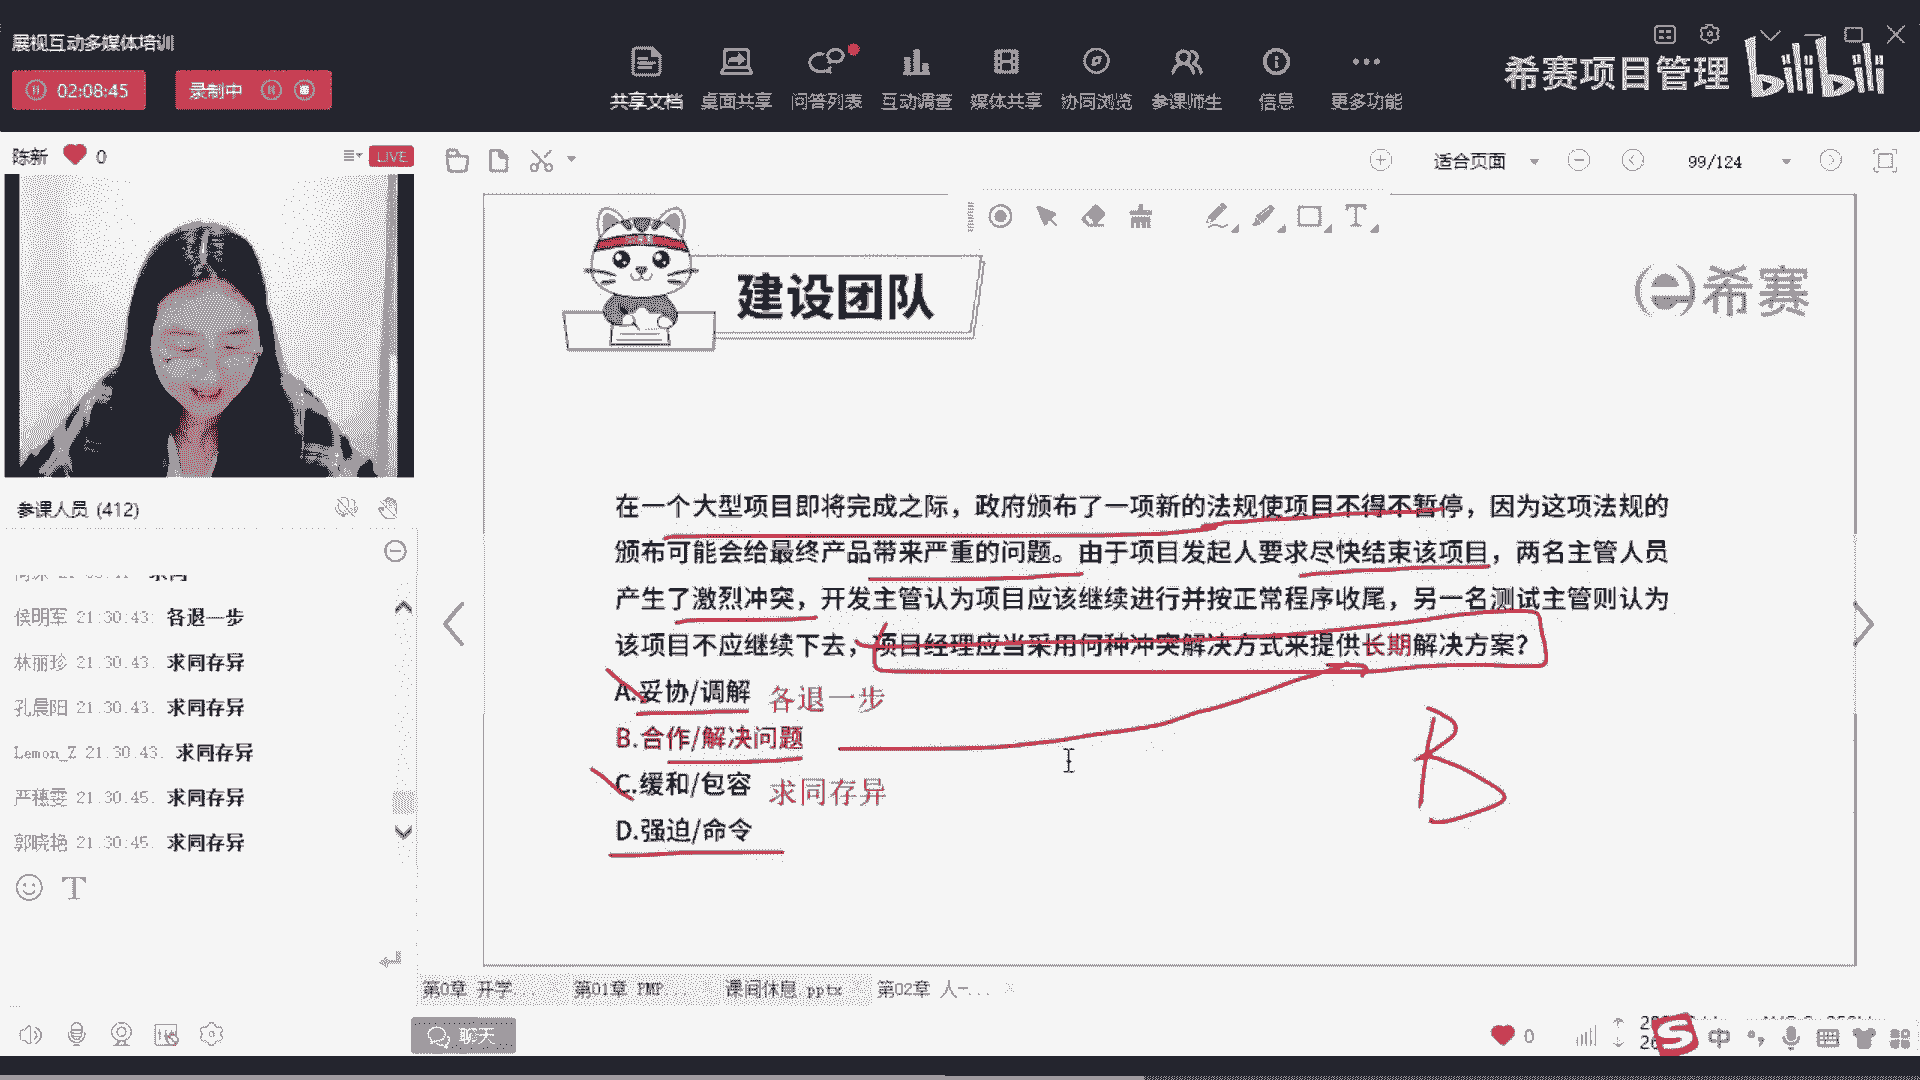 展视互动多媒体培训
02:08:45
录制中
共享文档
桌面共享
问答列表
互动调查
媒体共享
协同浏览
参课师生
信息
更多功能
希赛项目管理
bilibili
陈新
0
LIVE
适合页面
99/124
建设团队
希赛
参课人员 (412)
侯明军 21:30:43: 各退一步
林丽珍 21:30:43: 求同存异
孔晨阳 21:30:43: 求同存异
Lemon_Z 21:30:43: 求同存异
严穗雯 21:30:45: 求同存异
郭晓艳 21:30:45: 求同存异
在一个大型项目即将完成之际，政府颁布了一项新的法规使项目不得不暂停，因为这项法规的
颁布可能会给最终产品带来严重的问题。由于项目发起人要求尽快结束该项目，两名主管人员
产生了激烈冲突，开发主管认为项目应该继续进行并按正常程序收尾，另一名测试主管则认为
该项目不应继续下去，项目经理应当采用何种冲突解决方式来提供长期解决方案？
A.妥协/调解 各退一步
B.合作/解决问题
C.缓和/包容 求同存异
D.强迫/命令
B
第0章 开学...
第01章 PMP...
课间休息.pptx
第02章 人-...
聊天
0
中